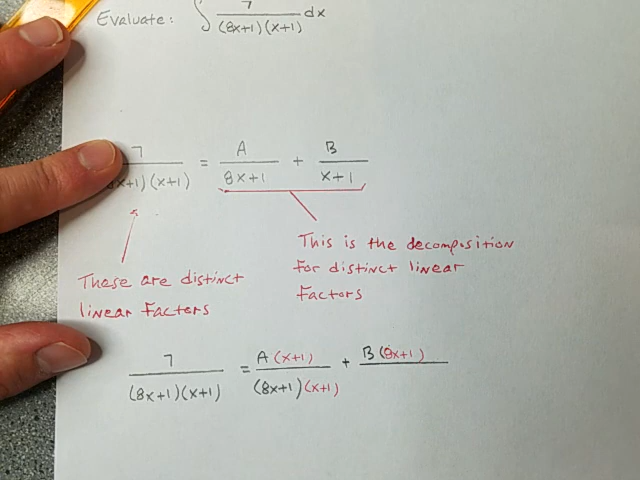 Evaluate: ∫ 7 / (8x+1)(x+1) dx
7 / 8x+1)(x+1) = A / 8x+1 + B / x+1
This is the decomposition
for distinct linear
Factors
These are distinct
linear Factors
7 / (8x+1)(x+1) = A(x+1) / (8x+1)(x+1) + B(8x+1)